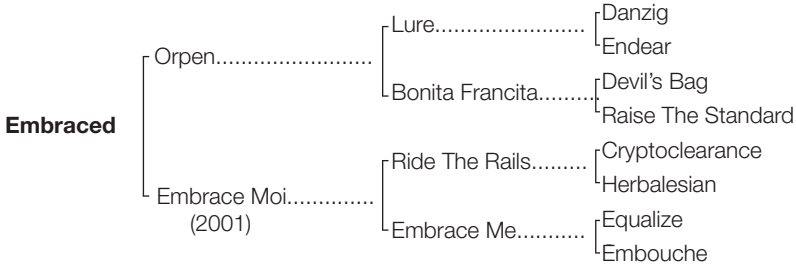 Danzig
Lure........................
Endear
Orpen.........................
Devil's Bag
Bonita Francita..........
Raise The Standard
Embraced
Cryptoclearance
Ride The Rails.........
Herbalesian
Embrace Moi..............
(2001)
Equalize
Embrace Me...........
Embouche